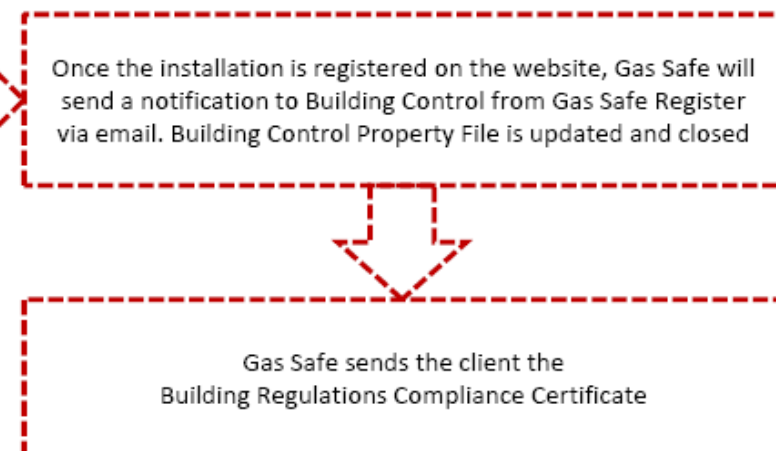 Once the installation is registered on the website, Gas Safe will
send a notification to Building Control from Gas Safe Register
via email. Building Control Property File is updated and closed
Gas Safe sends the client the
Building Regulations Compliance Certificate